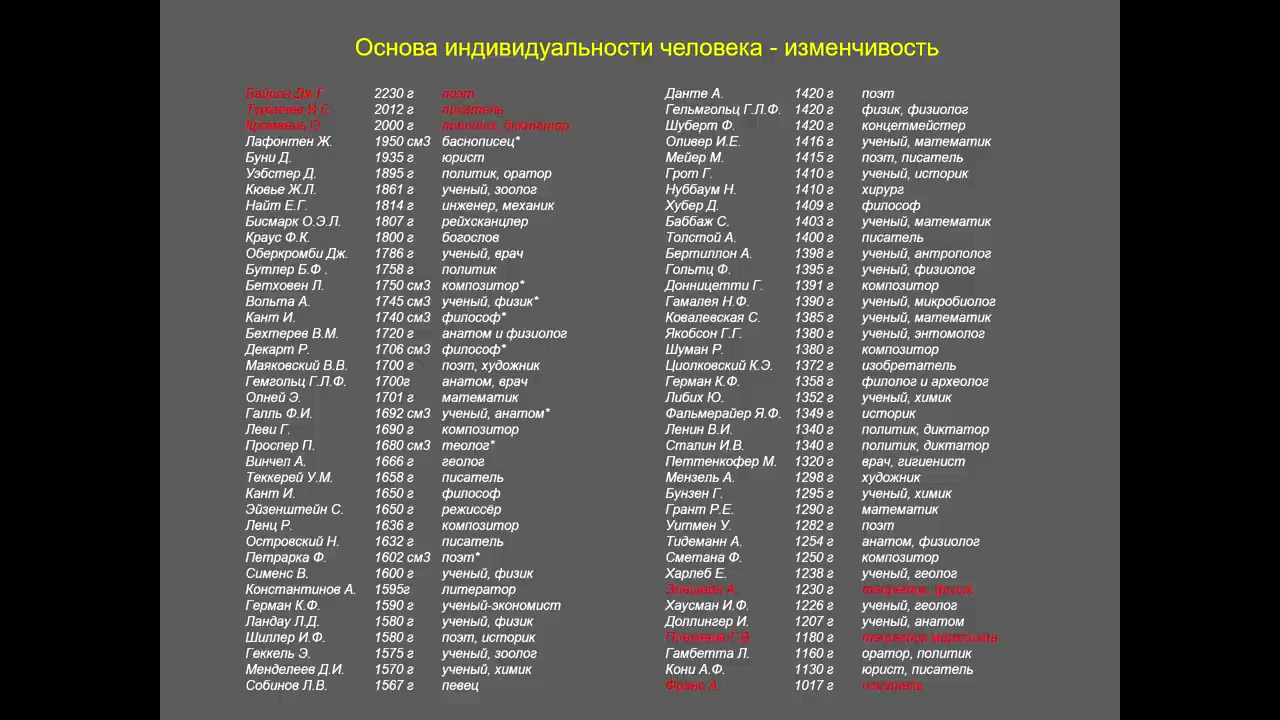 Основа индивидуальности человека - изменчивость
Байрон Дж.Г. 2230 г поэт
Тургенев И.С. 2012 г писатель
Кромвель О. 2000 г политик, диктатор
Лафонтен Ж. 1950 см3 баснописец*
Буни Д. 1935 г юрист
Уэбстер Д. 1895 г политик, оратор
Кювье Ж.Л. 1861 г ученый, зоолог
Найт Е.Г. 1814 г инженер, механик
Бисмарк О.Э.Л. 1807 г рейхсканцлер
Краус Ф.К. 1800 г богослов
Оберкромби Дж. 1786 г ученый, врач
Бутлер Б.Ф . 1758 г политик
Бетховен Л. 1750 см3 композитор*
Вольта А. 1745 см3 ученый, физик*
Кант И. 1740 см3 философ*
Бехтерев В.М. 1720 г анатом и физиолог
Декарт Р. 1706 см3 философ*
Маяковский В.В. 1700 г поэт, художник
Гемгольц Г.Л.Ф. 1700г анатом, врач
Олней Э. 1701 г математик
Галль Ф.И. 1692 см3 ученый, анатом*
Леви Г. 1690 г композитор
Проспер П. 1680 см3 теолог*
Винчел А. 1666 г геолог
Теккерей У.М. 1658 г писатель
Кант И. 1650 г философ
Эйзенштейн С. 1650 г режиссёр
Ленц Р. 1636 г композитор
Островский Н. 1632 г писатель
Петрарка Ф. 1602 см3 поэт*
Сименс В. 1600 г ученый, физик
Константинов А. 1595г литератор
Герман К.Ф. 1590 г ученый-экономист
Ландау Л.Д. 1580 г ученый, физик
Шиллер И.Ф. 1580 г поэт, историк
Геккель Э. 1575 г ученый, зоолог
Менделеев Д.И. 1570 г ученый, химик
Собинов Л.В. 1567 г певец
Данте А. 1420 г поэт
Гельмгольц Г.Л.Ф. 1420 г физик, физиолог
Шуберт Ф. 1420 г концетмейстер
Оливер И.Е. 1416 г ученый, математик
Мейер М. 1415 г поэт, писатель
Грот Г. 1410 г ученый, историк
Нуббаум Н. 1410 г хирург
Хубер Д. 1409 г философ
Баббаж С. 1403 г ученый, математик
Толстой А. 1400 г писатель
Бертиллон А. 1398 г ученый, антрополог
Гольтц Ф. 1395 г ученый, физиолог
Донницетти Г. 1391 г композитор
Гамалея Н.Ф. 1390 г ученый, микробиолог
Ковалевская С. 1385 г ученый, математик
Якобсон Г.Г. 1380 г ученый, энтомолог
Шуман Р. 1380 г композитор
Циолковский К.Э. 1372 г изобретатель
Герман К.Ф. 1358 г филолог и археолог
Либих Ю. 1352 г ученый, химик
Фальмерайер Я.Ф. 1349 г историк
Ленин В.И. 1340 г политик, диктатор
Сталин И.В. 1340 г политик, диктатор
Петтенкофер М. 1320 г врач, гигиенист
Мензель А. 1298 г художник
Бунзен Г. 1295 г ученый, химик
Грант Р.Е. 1290 г математик
Уитмен У. 1282 г поэт
Тидеманн А. 1254 г анатом, физиолог
Сметана Ф. 1250 г композитор
Харлеб Е. 1238 г ученый, геолог
1230 г теоретик, физик
Хаусман И.Ф. 1226 г ученый, геолог
Доллингер И. 1207 г ученый, анатом
Плеханов Г.В. 1180 г теоретик марксизма
Гамбетта Л. 1160 г оратор, политик
Кони А.Ф. 1130 г юрист, писатель
Франс А. 1017 г писатель